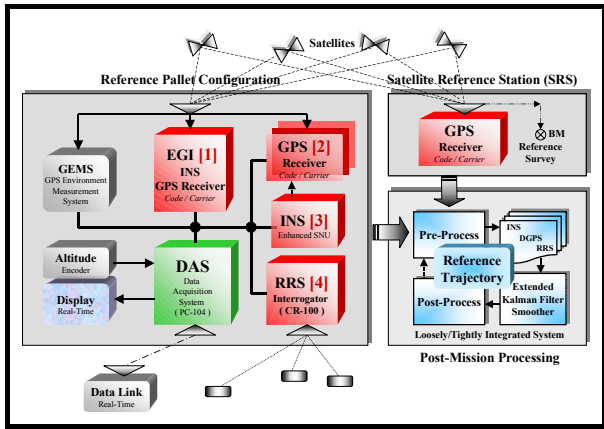 Satellites
Reference Pallet Configuration
Satellite Reference Station (SRS)
GEMS
GPS Environment
Measurement
System
EGI [1]
INS
GPS Receiver
Code / Carrier
GPS [2]
Receiver
Code / Carrier
GPS
Receiver
Code / Carrier
BM
Reference
Survey
INS [3]
Enhanced SNU
Altitude
Encoder
Display
Real-Time
DAS
Data
Acquisition
System
( PC-104 )
RRS [4]
Interrogator
( CR-100 )
Data Link
Real-Time
Pre-Process
INS
DGPS
RRS
Reference
Trajectory
Post-Process
Extended
Kalman Filter
Smoother
Loosely/Tightly Integrated System
Post-Mission Processing